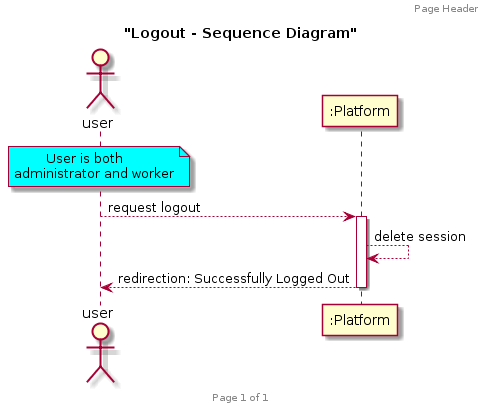 Page Header
"Logout - Sequence Diagram"
user
:Platform
User is both
administrator and worker
request logout
delete session
redirection: Successfully Logged Out
user
:Platform
Page 1 of 1